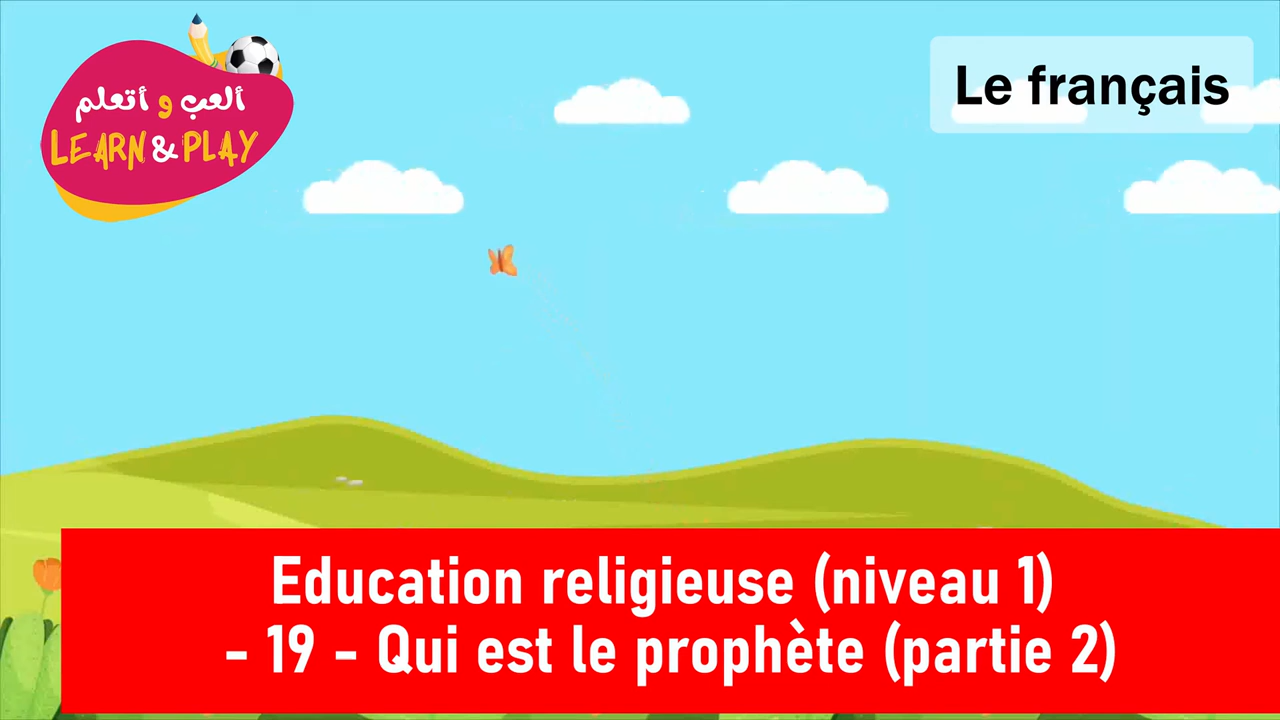 ألعب و أتعلم
LEARN & PLAY
Le français
Education religieuse (niveau 1)
- 19 - Qui est le prophète (partie 2)